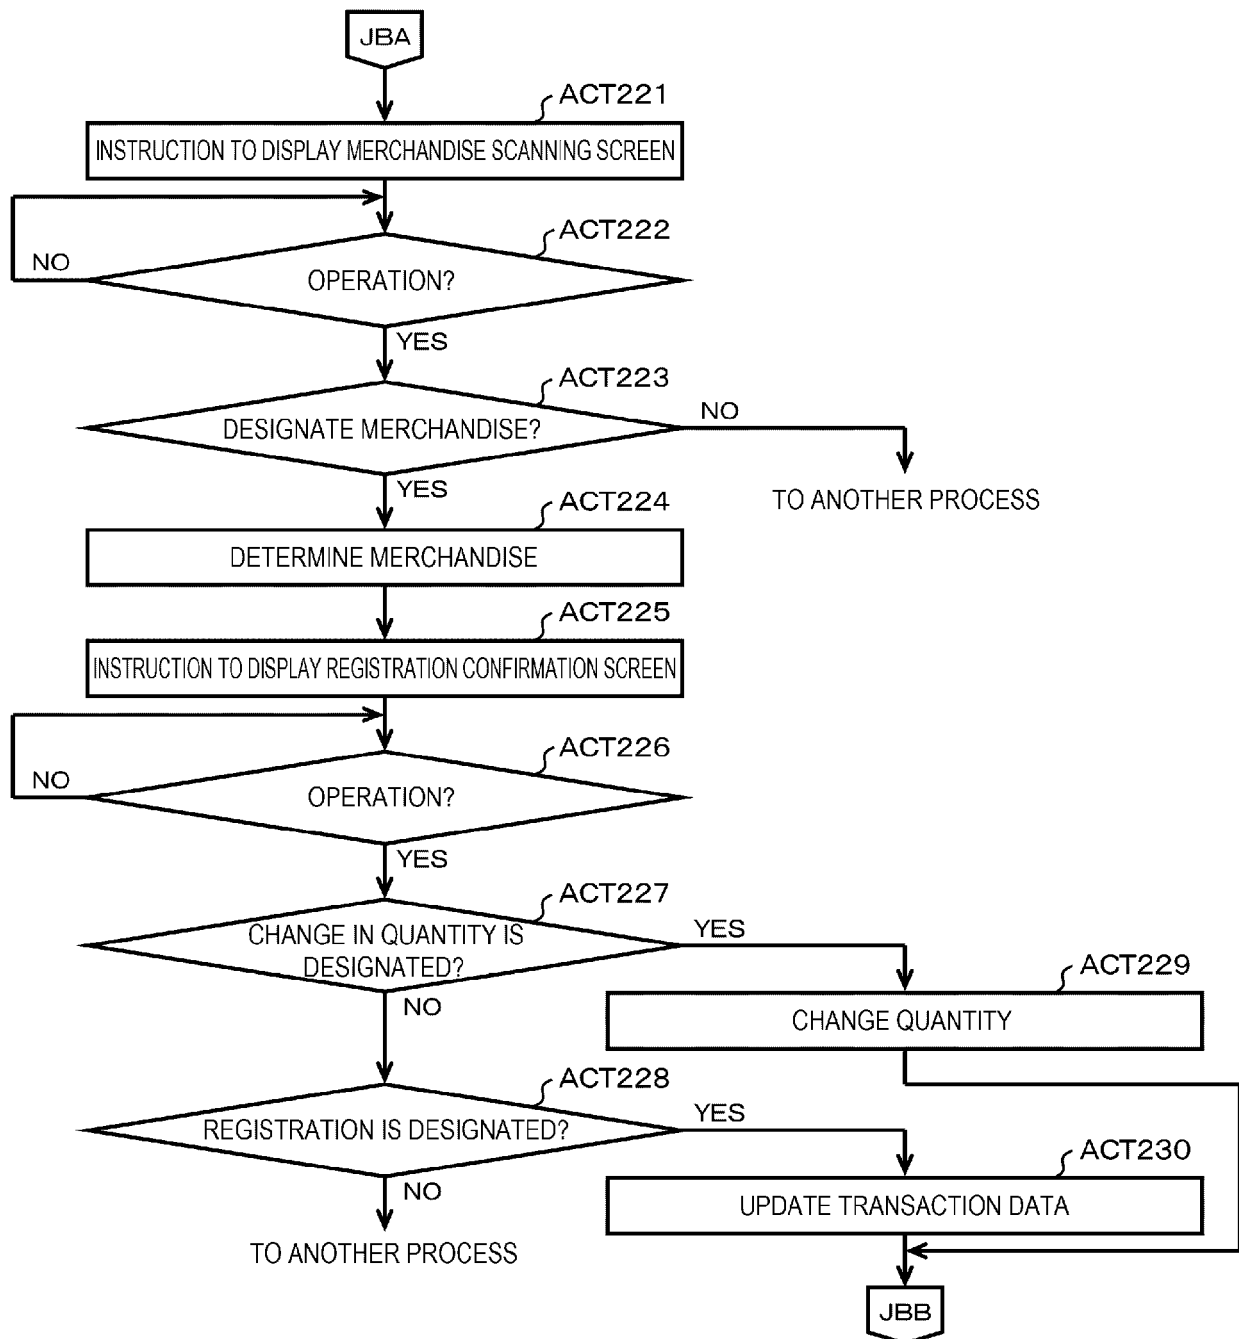 JBA
ACT221
INSTRUCTION TO DISPLAY MERCHANDISE SCANNING SCREEN
ACT222
NO
OPERATION?
YES
ACT223
NO
DESIGNATE MERCHANDISE?
YES
TO ANOTHER PROCESS
ACT224
DETERMINE MERCHANDISE
ACT225
INSTRUCTION TO DISPLAY REGISTRATION CONFIRMATION SCREEN
ACT226
NO
OPERATION?
YES
ACT227
YES
CHANGE IN QUANTITY IS
DESIGNATED?
ACT229
NO
CHANGE QUANTITY
ACT228
YES
REGISTRATION IS DESIGNATED?
ACT230
NO
UPDATE TRANSACTION DATA
TO ANOTHER PROCESS
JBB